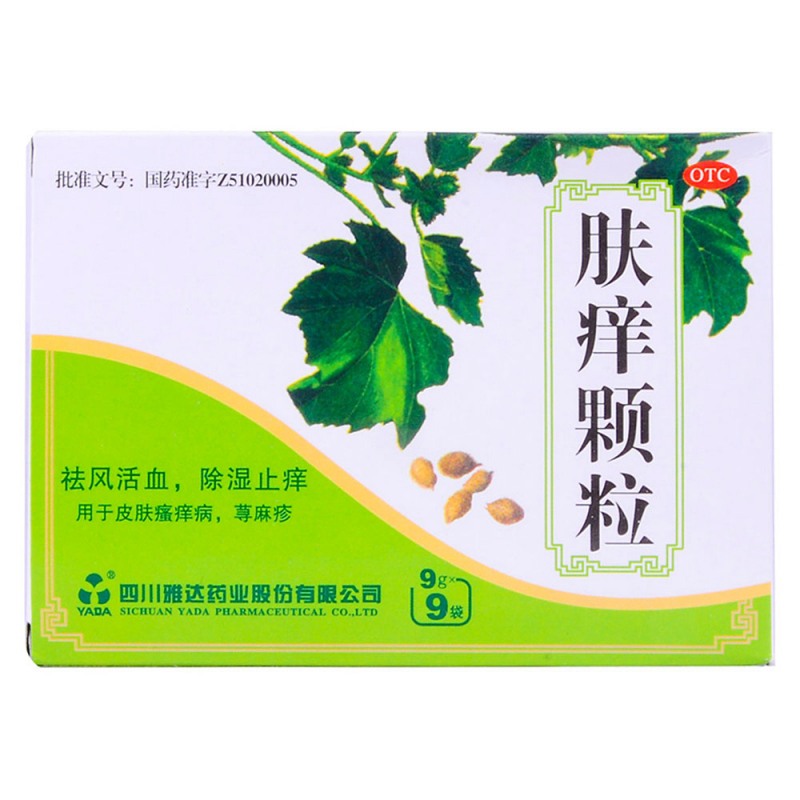 批准文号：国药准字Z51020005
OTC
肤痒颗粒
祛风活血，除湿止痒
用于皮肤瘙痒病，荨麻疹
YADA
®
四川雅达药业股份有限公司
SICHUAN YADA PHARMACEUTICAL CO.,LTD
9g×
9袋